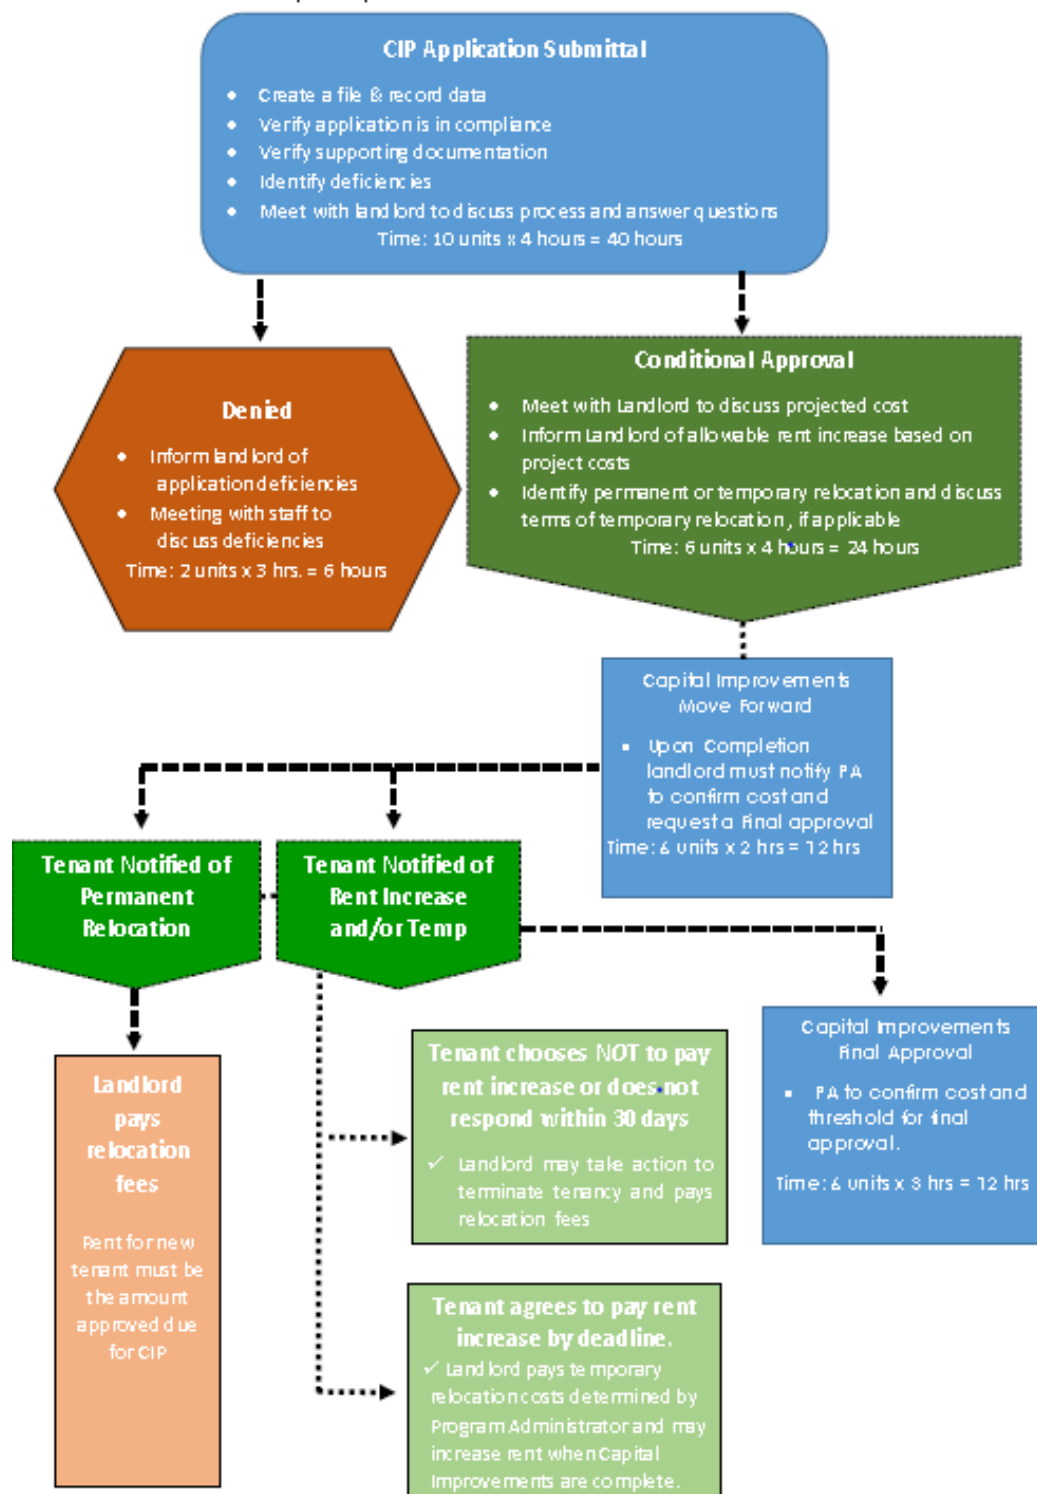 CIP Application Submittal
• Create a file & record data
• Verify application is in compliance
• Verify supporting documentation
• Identify deficiencies
• Meet with landlord to discuss process and answer questions
Time: 10 units x 4 hours = 40 hours
Denied
• Inform landlord of
application deficiencies
• Meeting with staff to
discuss deficiencies
Time: 2 units x 3 hrs. = 6 hours
Conditional Approval
• Meet with Landlord to discuss projected cost
• Inform Landlord of allowable rent increase based on
project costs
• Identify permanent or temporary relocation and discuss
terms of temporary relocation, if applicable
Time: 6 units x 4 hours = 24 hours
Capital Improvements
Move Forward
▪ Upon Completion
landlord must notify PA
to confirm cost and
request a Final approval
Time: units x 2 hrs = 12 hrs
Tenant Notified of
Permanent
Relocation
Tenant Notified of
Rent Increase
and/or Temp
Landlord
pays
relocation
fees
Rent for new
tenant must be
the amount
approved due
for CIP
Tenant chooses NOT to pay
rent increase or does not
respond within 30 days
✓ Landlord may take action to
terminate tenancy and pays
relocation fees
Capital Improvements
Final Approval
▪ PA to confirm cost and
threshold for final
approval.
Time: units x 3 hrs = 12 hrs
Tenant agrees to pay rent
increase by deadline.
✓ Landlord pays temporary
relocation costs determined by
Program Administrator and may
increase rent when Capital
Improvements are complete.